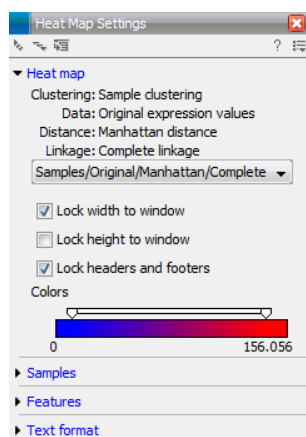 Heat Map Settings
?
Heat map
Clustering: Sample clustering
Data: Original expression values
Distance: Manhattan distance
Linkage: Complete linkage
Samples/Original/Manhattan/Complete
Lock width to window
Lock height to window
Lock headers and footers
Colors
0 156.056
Samples
Features
Text format